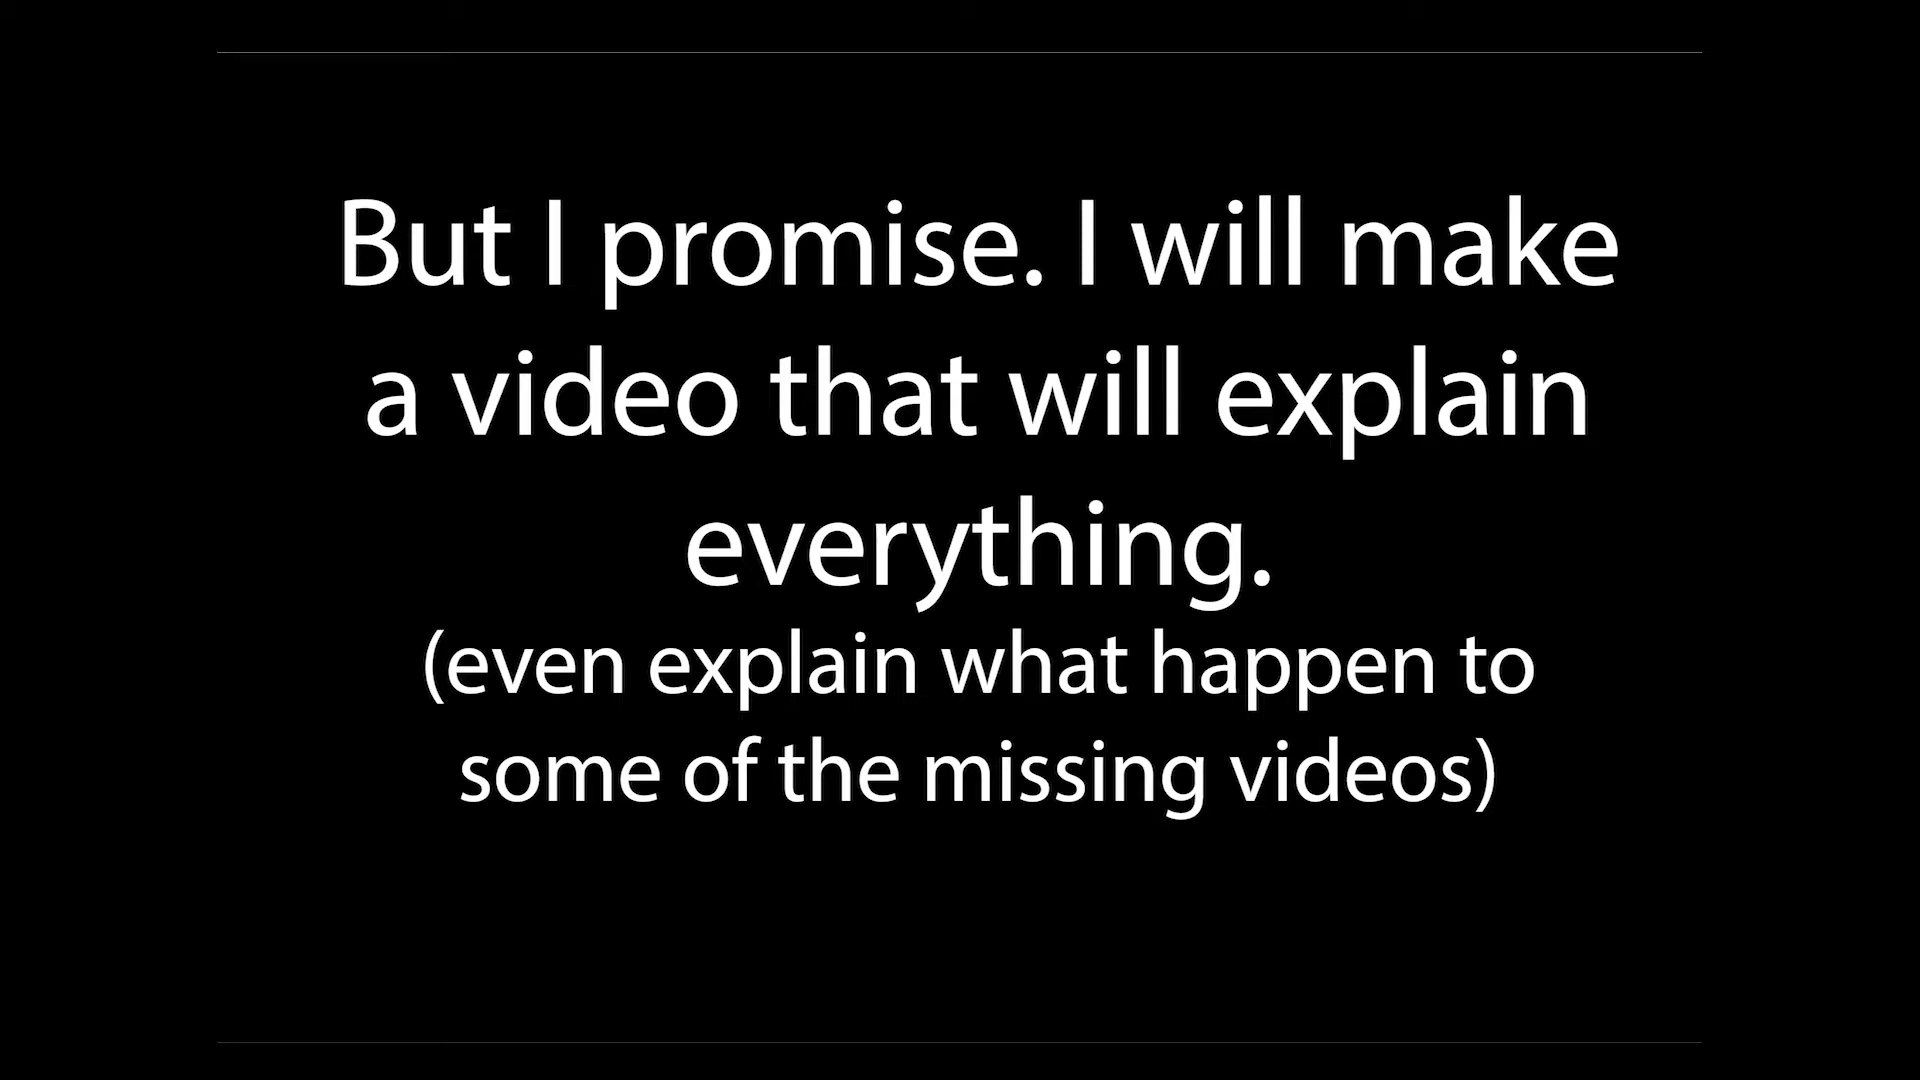 But I promise. I will make
a video that will explain
everything.
(even explain what happen to
some of the missing videos)